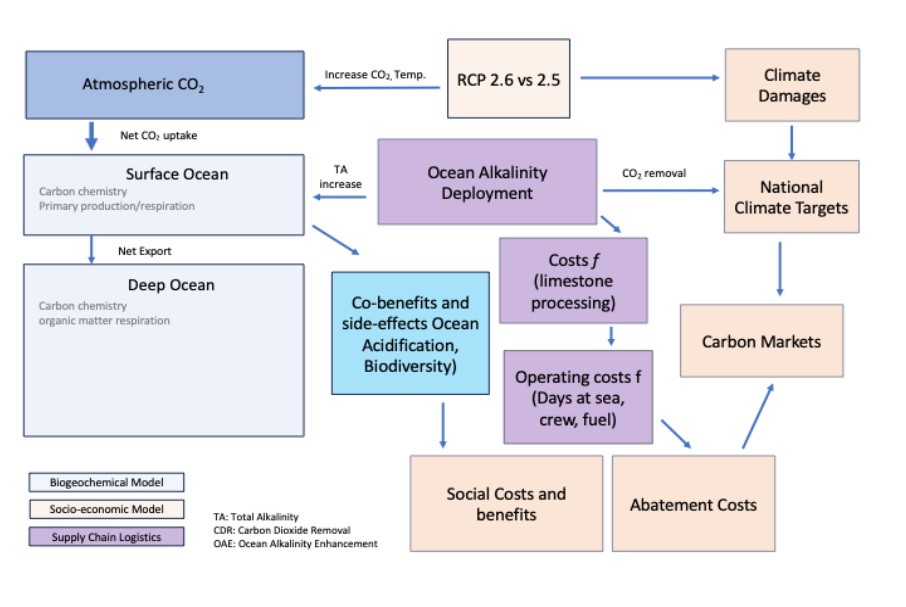 Atmospheric CO₂
Increase CO₂, Temp.
RCP 2.6 vs 2.5
Climate
Damages
Net CO₂ uptake
Surface Ocean
Carbon chemistry
Primary production/respiration
TA
increase
Ocean Alkalinity
Deployment
CO₂ removal
National
Climate Targets
Net Export
Deep Ocean
Carbon chemistry
organic matter respiration
Co-benefits and
side-effects Ocean
Acidification,
Biodiversity)
Costs f
(limestone
processing)
Operating costs f
(Days at sea,
crew, fuel)
Carbon Markets
Social Costs and
benefits
Abatement Costs
Biogeochemical Model
Socio-economic Model
Supply Chain Logistics
TA: Total Alkalinity
CDR: Carbon Dioxide Removal
OAE: Ocean Alkalinity Enhancement